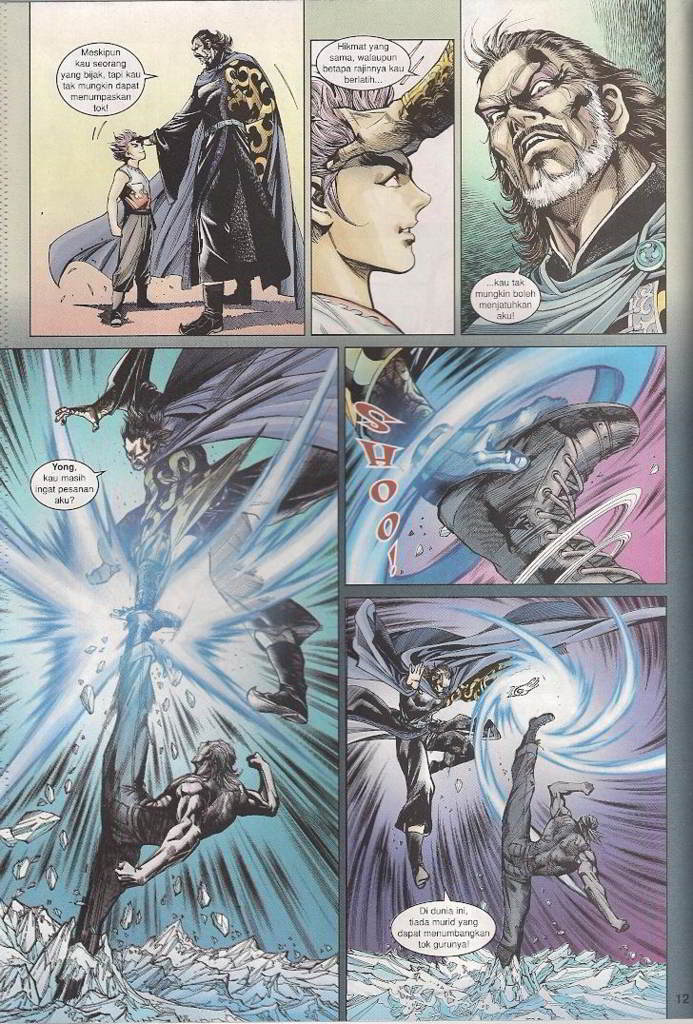 Meskipun
kau seorang
yang bijak, tapi kau
tak mungkin dapat
menumpaskan
tok!
Hikmat yang
sama, walaupun
betapa rajinnya kau
berlatih...
...kau tak
mungkin boleh
menjatuhkan
aku!
Yong,
kau masih
ingat pesanan
aku?
SHOO!
Di dunia ini,
tiada murid yang
dapat menumbangkan
tok gurunya!
12